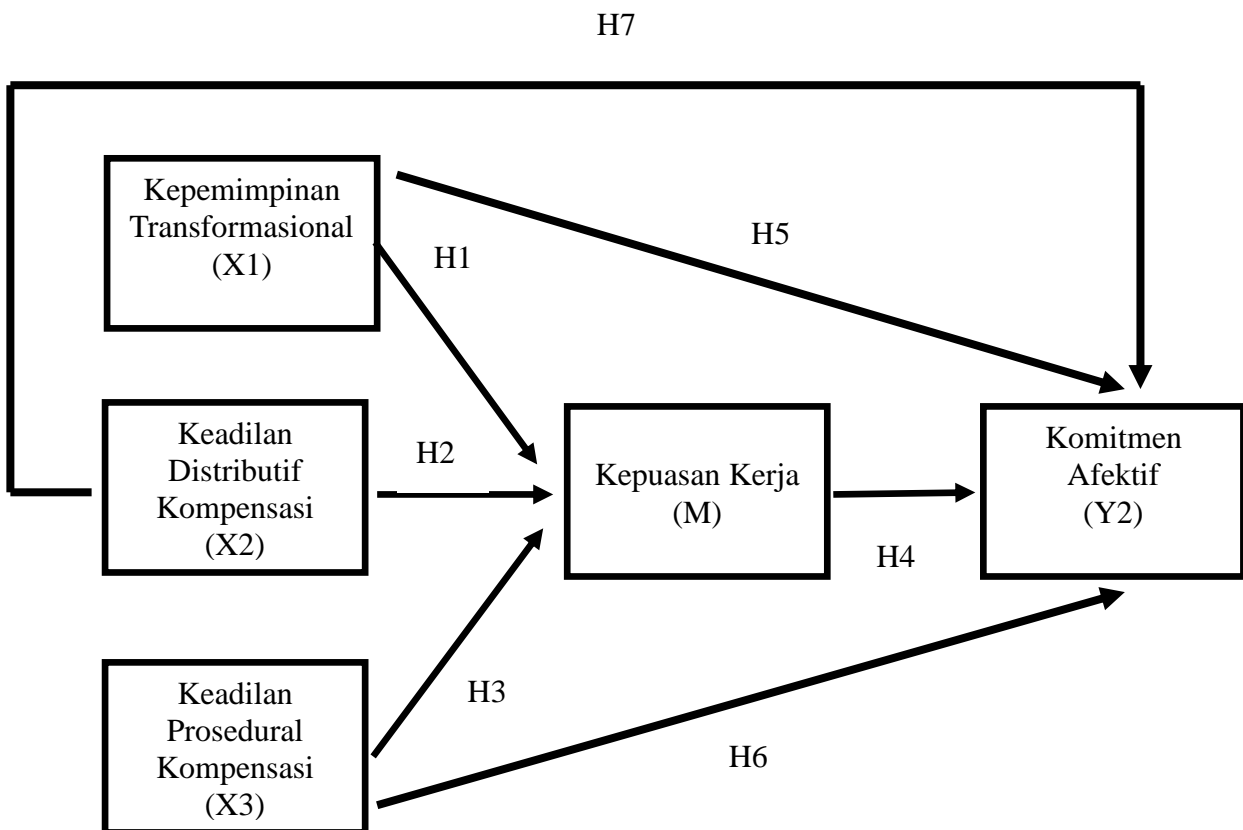 H7
Kepemimpinan
Transformasional
(X1)
H1
H5
Keadilan
Distributif
Kompensasi
(X2)
H2
Kepuasan Kerja
(M)
H4
Komitmen
Afektif
(Y2)
Keadilan
Prosedural
Kompensasi
(X3)
H3
H6